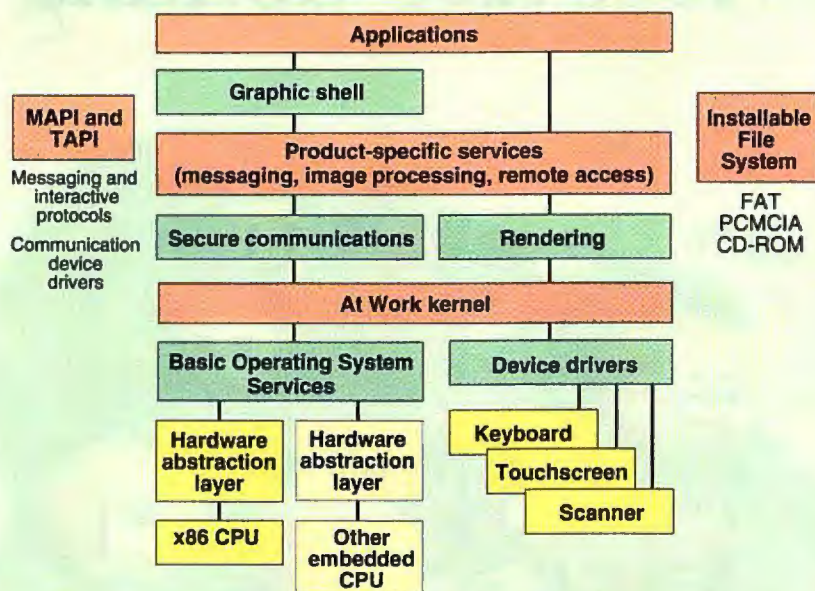 Applications
Graphic shell
MAPI and
TAPI
Messaging and
interactive
protocols
Communication
device
drivers
Product-specific services
(messaging, image processing, remote access)
Installable
File
System
FAT
PCMCIA
CD-ROM
Secure communications
Rendering
At Work kernel
Basic Operating System
Services
Device drivers
Hardware
abstraction
layer
Hardware
abstraction
layer
Keyboard
Touchscreen
Scanner
x86 CPU
Other
embedded
CPU